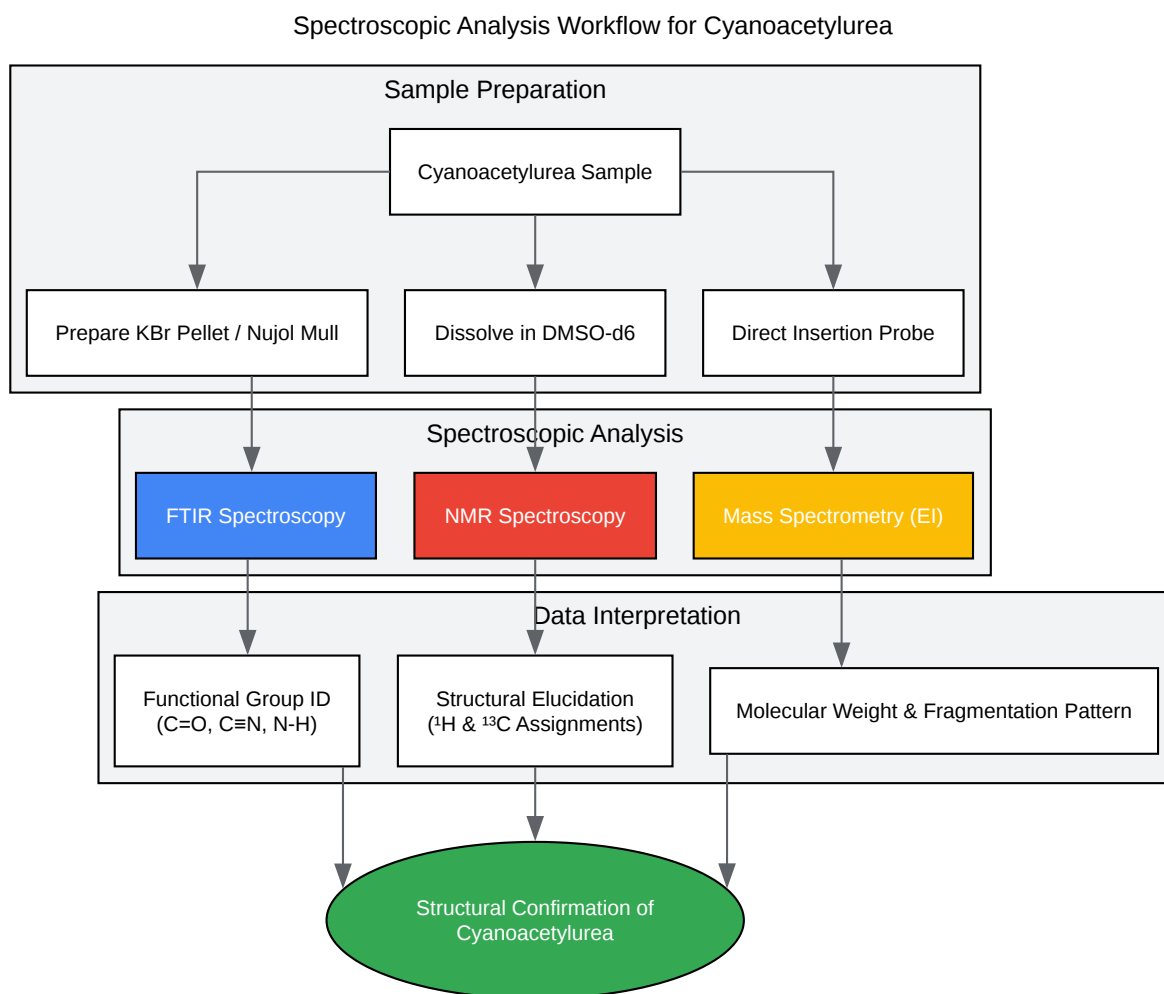 Spectroscopic Analysis Workflow for Cyanoacetylurea
Sample Preparation
Cyanoacetylurea Sample
Prepare KBr Pellet / Nujol Mull
Dissolve in DMSO-d6
Direct Insertion Probe
Spectroscopic Analysis
FTIR Spectroscopy
NMR Spectroscopy
Mass Spectrometry (EI)
Data Interpretation
Functional Group ID
(C=O, C≡N, N-H)
Structural Elucidation
(¹H & ¹³C Assignments)
Molecular Weight & Fragmentation Pattern
Structural Confirmation of
Cyanoacetylurea